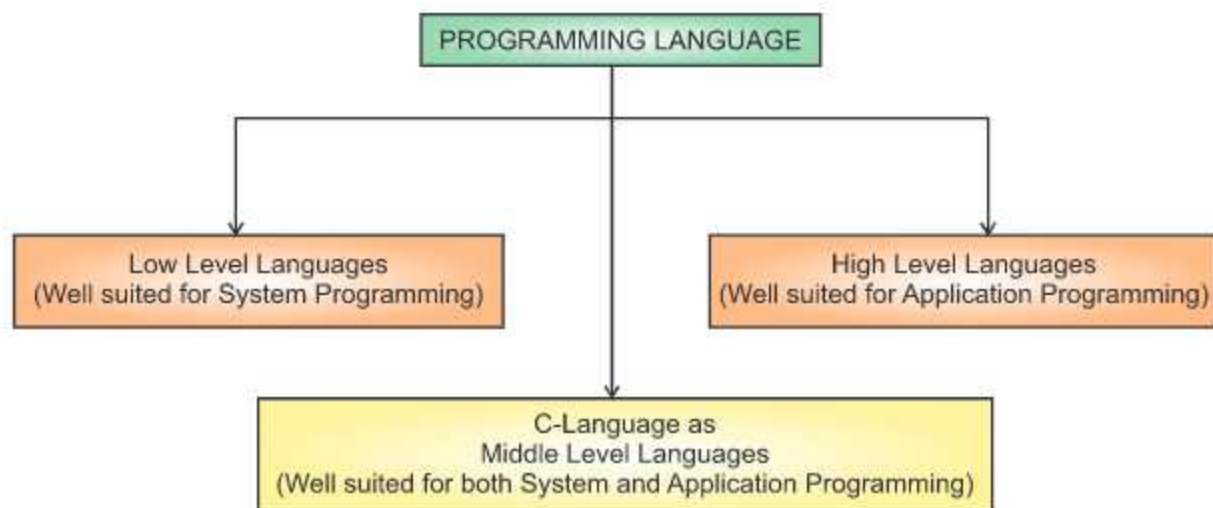 PROGRAMMING LANGUAGE
Low Level Languages
(Well suited for System Programming)
High Level Languages
(Well suited for Application Programming)
C-Language as
Middle Level Languages
(Well suited for both System and Application Programming)